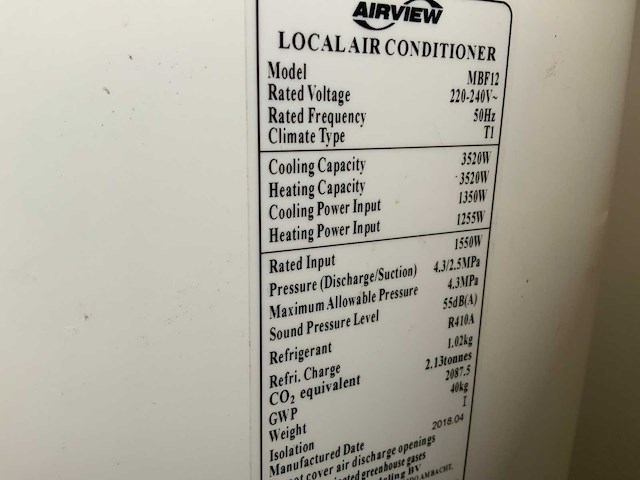 AIRVIEW
LOCAL AIR CONDITIONER
Model MBF12
Rated Voltage 220-240V~
Rated Frequency 50Hz
Climate Type T1
Cooling Capacity 3520W
Heating Capacity 3520W
Cooling Power Input 1350W
Heating Power Input 1255W
Rated Input 1550W
Pressure (Discharge/Suction) 4.3/2.5MPa
Maximum Allowable Pressure 4.3MPa
Sound Pressure Level 55dB(A)
Refrigerant R410A
Refri. Charge 1.02kg
CO2 equivalent 2.13tonnes
GWP 2087.5
Weight 40kg
Isolation I
Manufactured Date 2018.04
not cover air discharge openings
greenhouse gases
BV